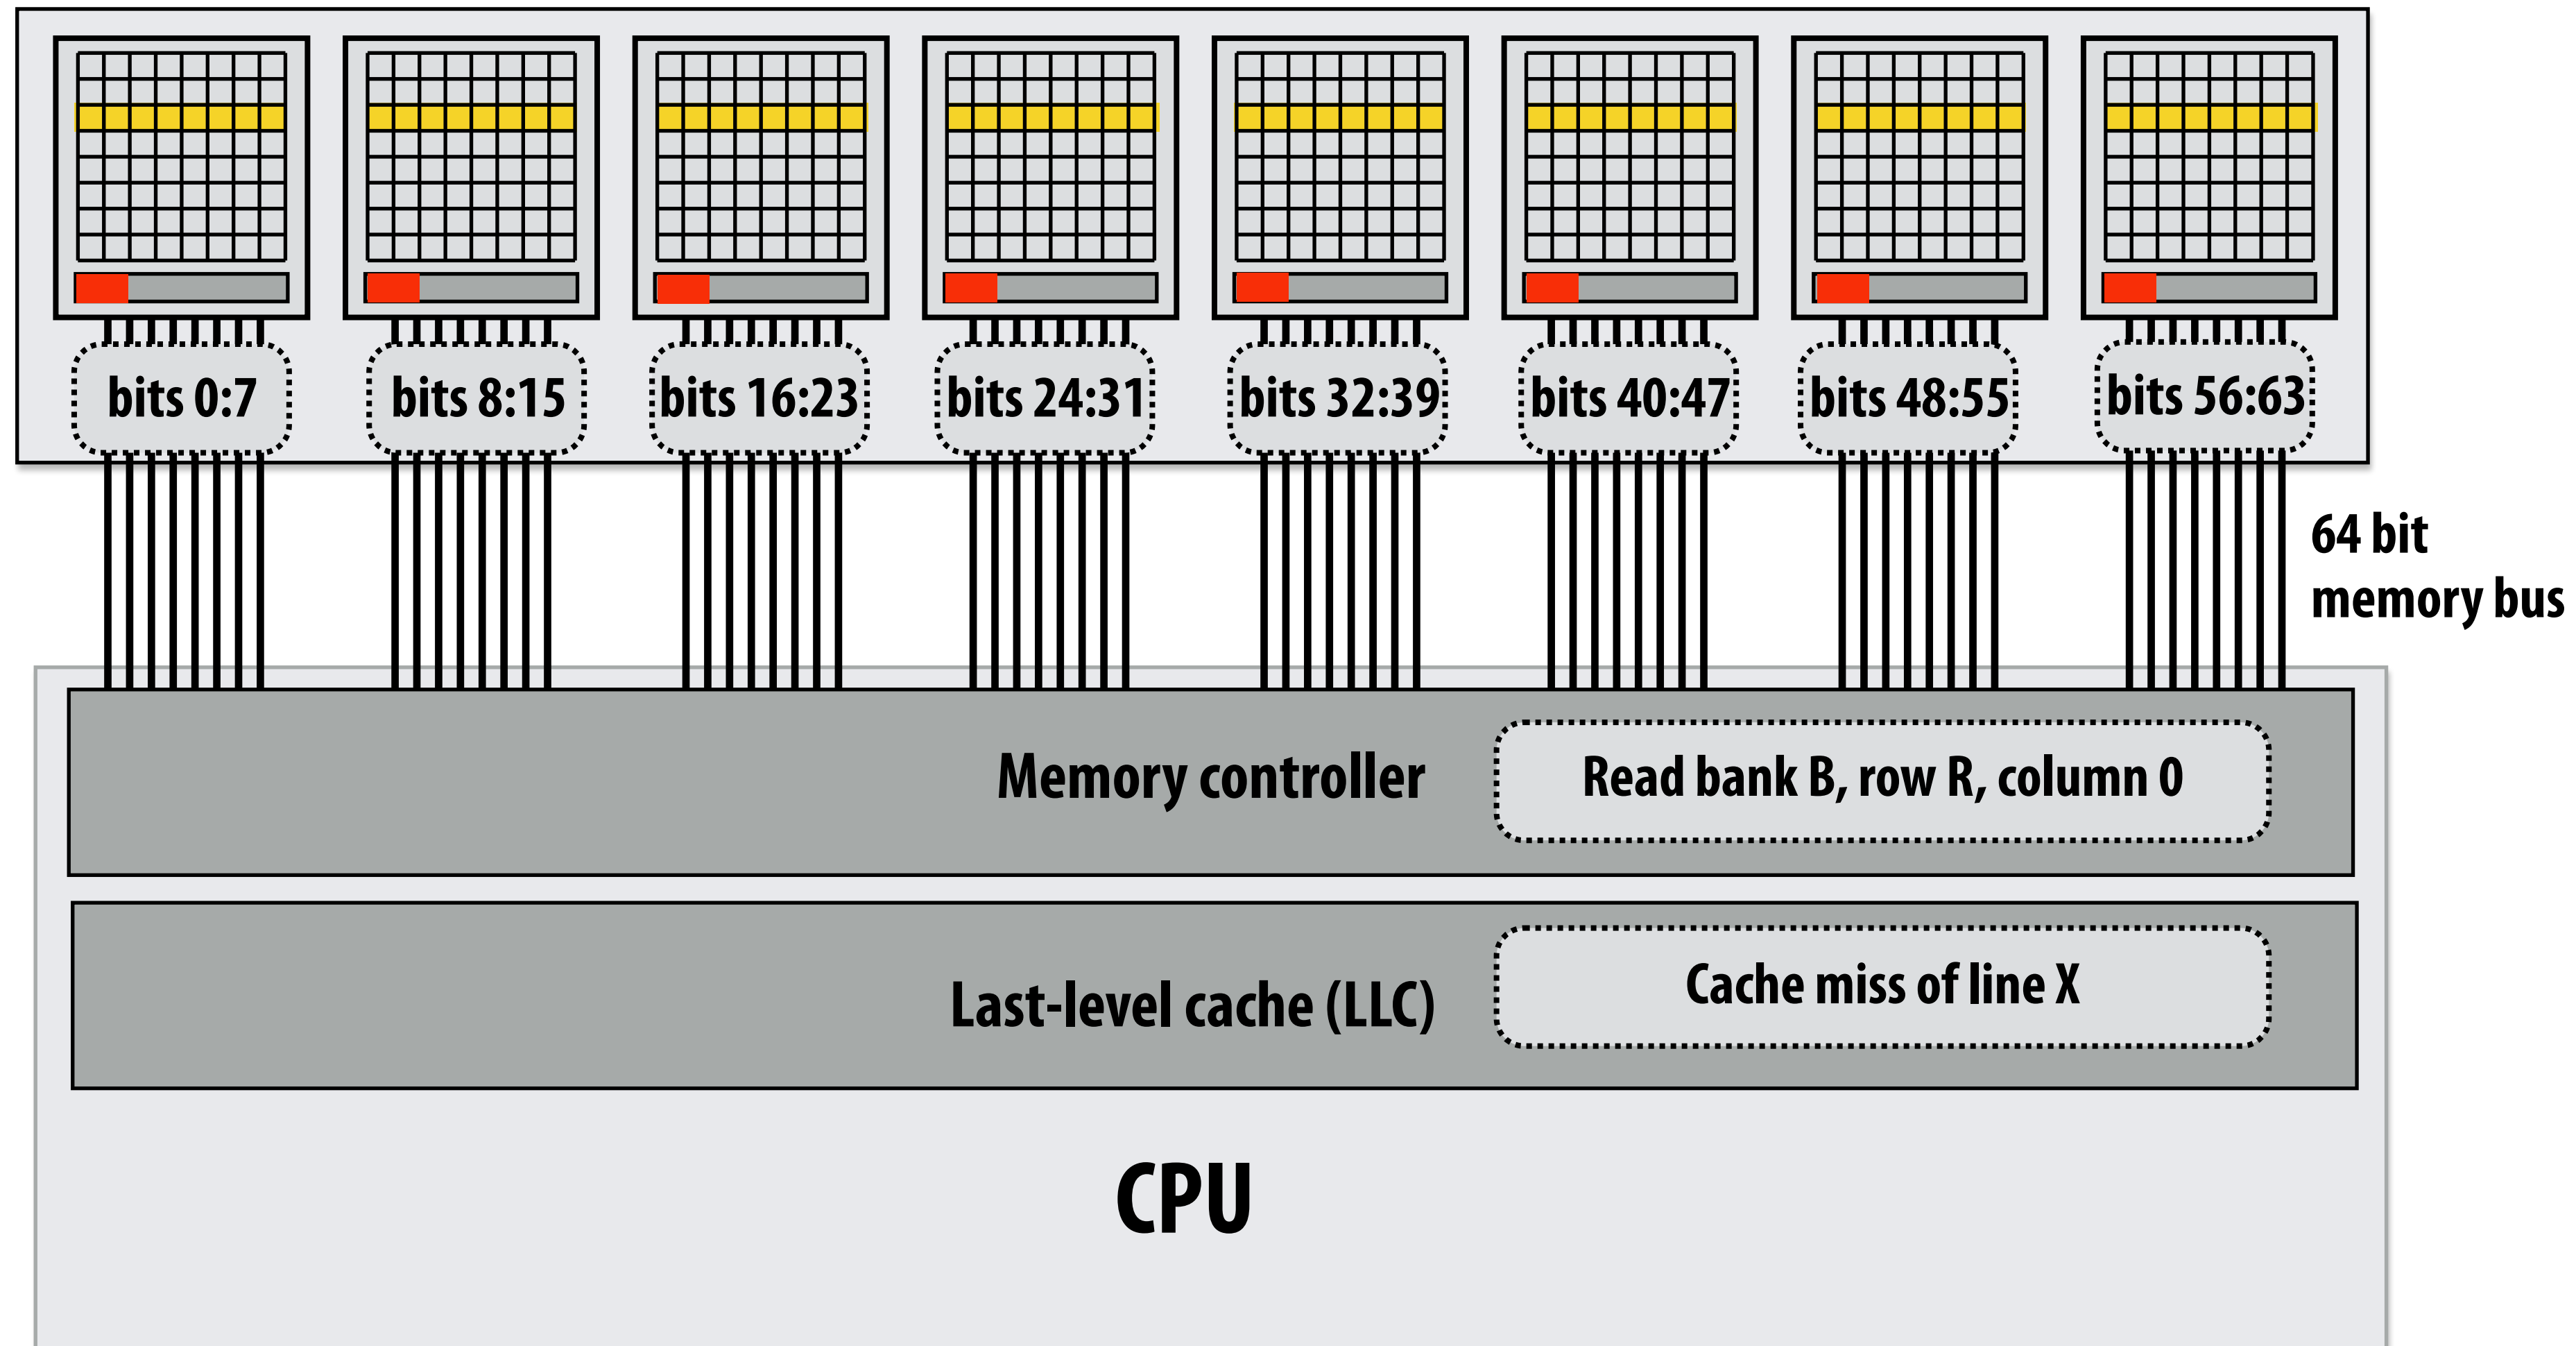 bits 0:7
bits 8:15
bits 16:23
bits 24:31
bits 32:39
bits 40:47
bits 48:55
bits 56:63
64 bit
memory bus
Memory controller
Read bank B, row R, column 0
Last-level cache (LLC)
Cache miss of line X
CPU